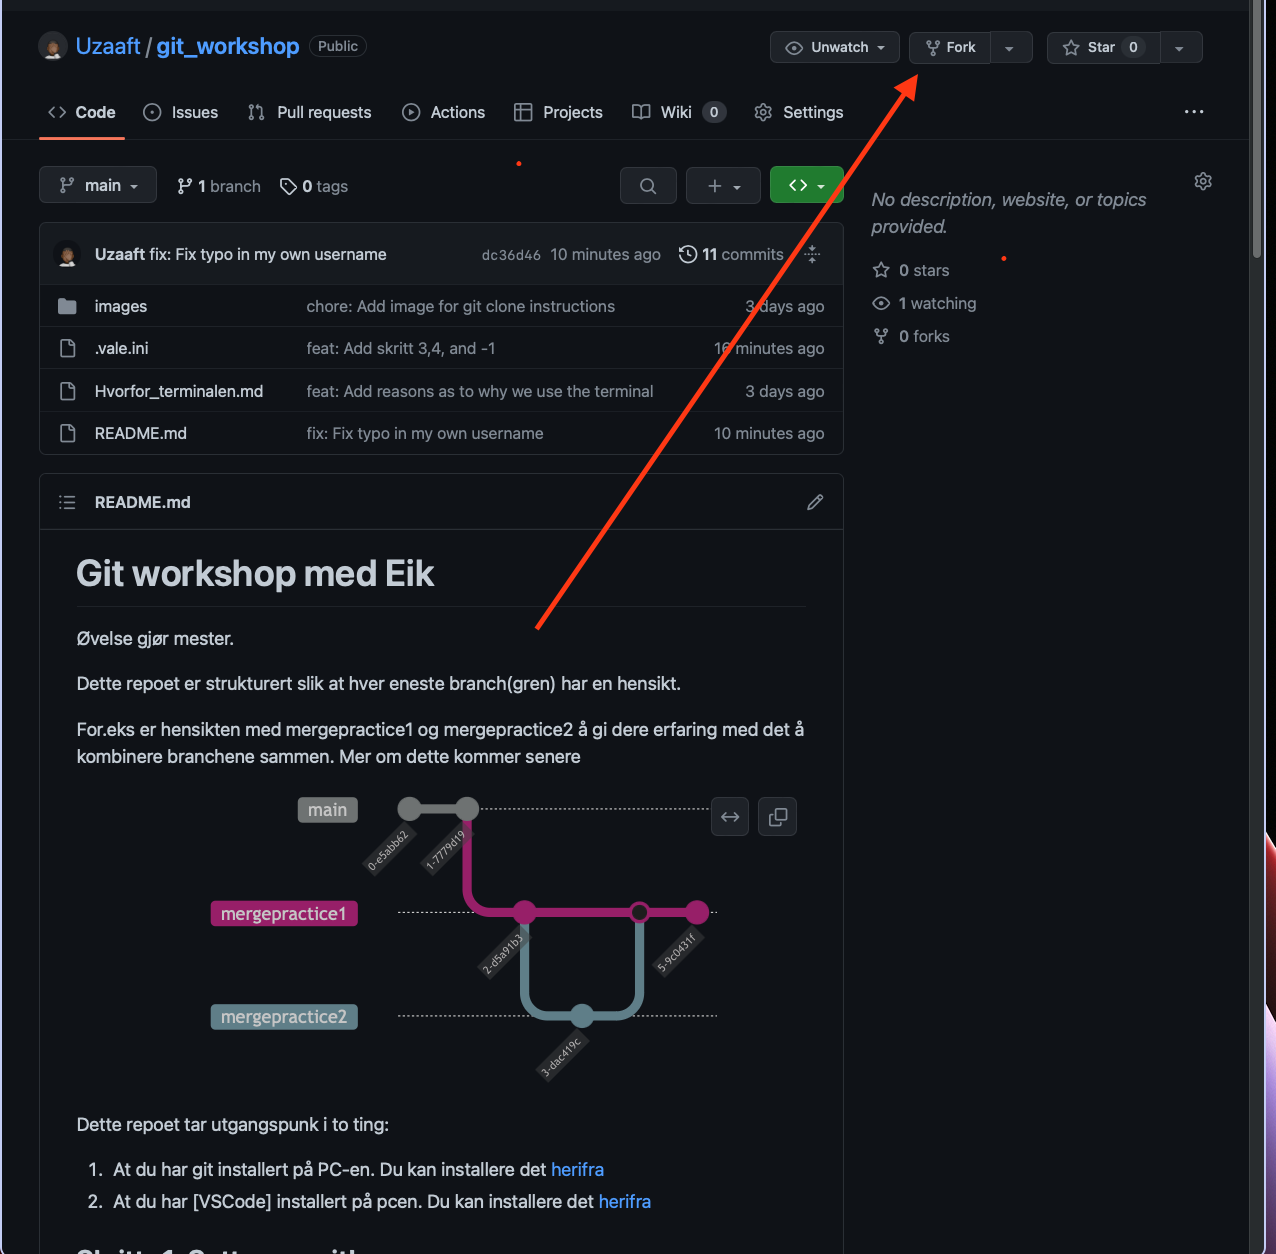 Uzaaft / git_workshop Public
Unwatch Fork Star 0
Code Issues Pull requests Actions Projects Wiki 0 Settings
main 1 branch 0 tags
Uzaaft fix: Fix typo in my own username dc36d46 10 minutes ago 11 commits
images chore: Add image for git clone instructions 3 days ago
.vale.ini feat: Add skritt 3,4, and -1 16 minutes ago
Hvorfor_terminalen.md feat: Add reasons as to why we use the terminal 3 days ago
README.md fix: Fix typo in my own username 10 minutes ago
No description, website, or topics
provided.
0 stars
1 watching
0 forks
README.md
Git workshop med Eik
Øvelse gjør mester.
Dette repoet er strukturert slik at hver eneste branch(gren) har en hensikt.
For.eks er hensikten med mergepractice1 og mergepractice2 å gi dere erfaring med det å
kombinere branchene sammen. Mer om dette kommer senere
main
0-e5abb62
1-7779d19
mergepractice1
2-d5a91b3
5-9c0431f
mergepractice2
3-dac419c
Dette repoet tar utgangspunk i to ting:
1. At du har git installert på PC-en. Du kan installere det herifra
2. At du har [VSCode] installert på pcen. Du kan installere det herifra